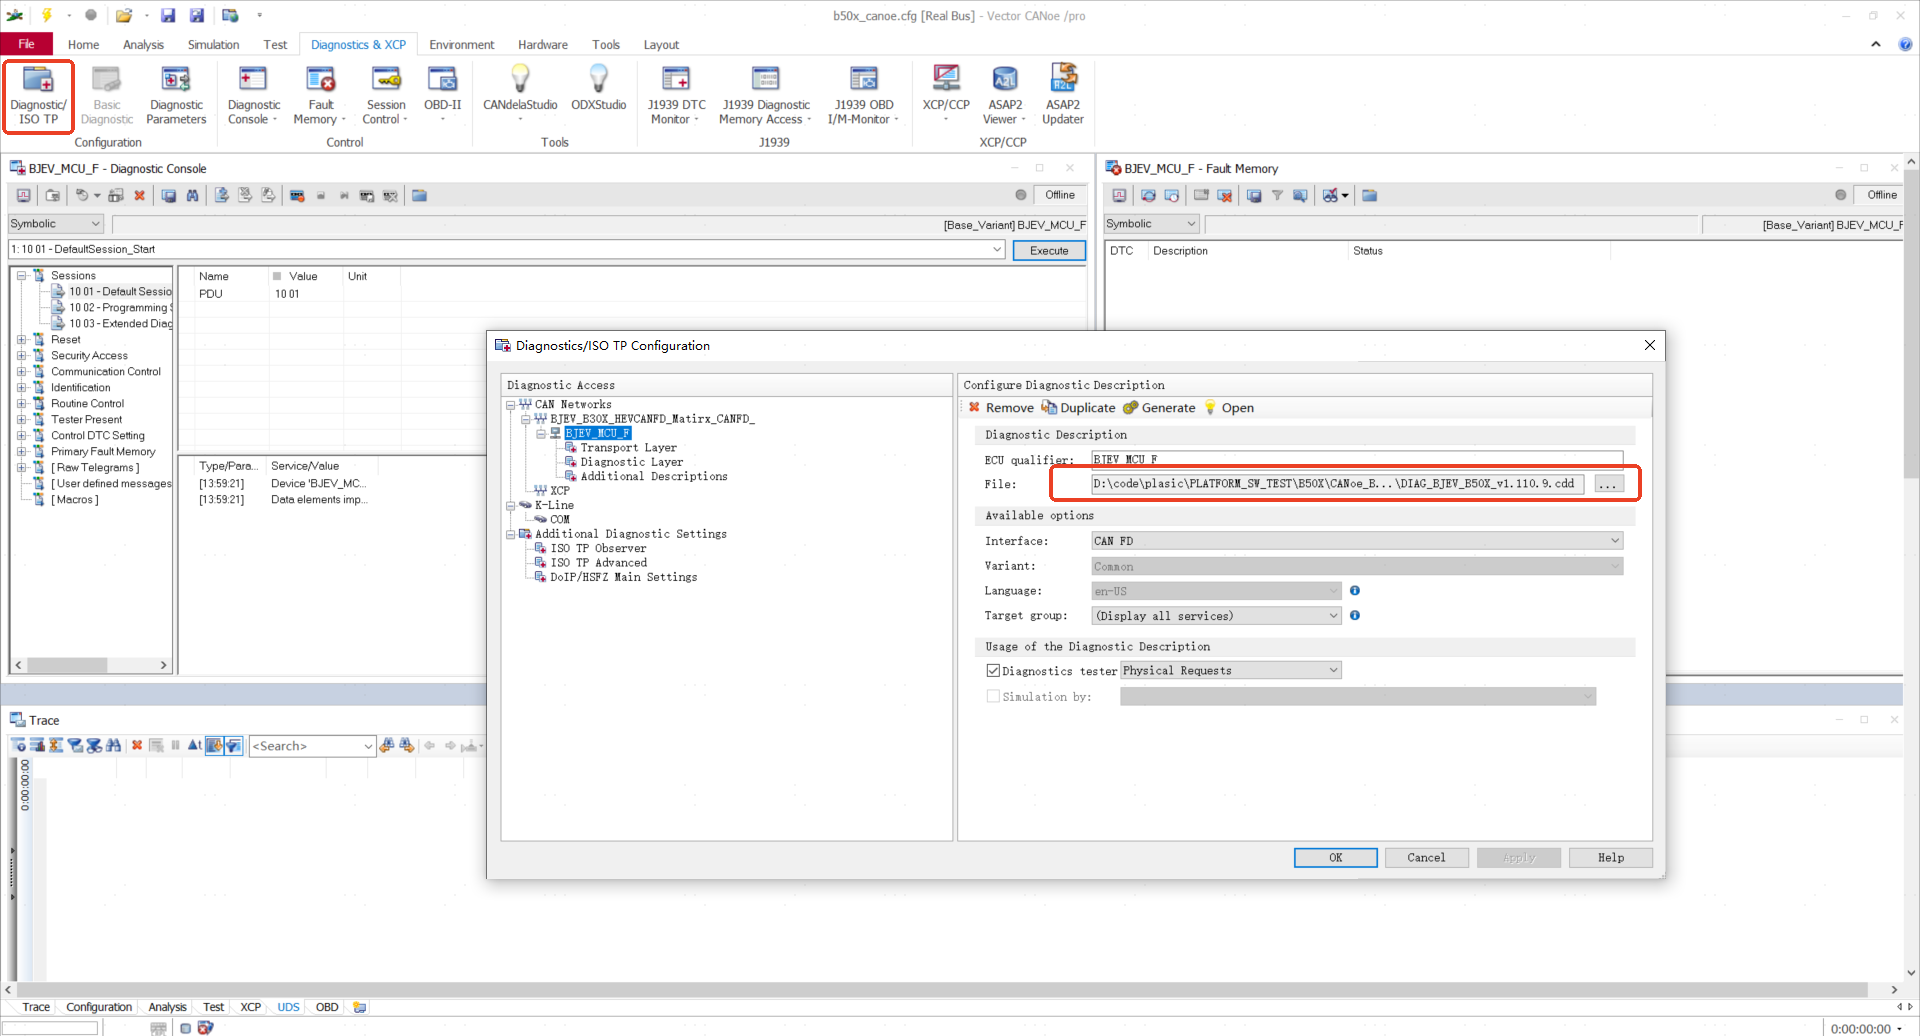 b50x_canoe.cfg [Real Bus] - Vector CANoe /pro
File Home Analysis Simulation Test Diagnostics & XCP Environment Hardware Tools Layout
Diagnostic/ ISO TP
Basic Diagnostic
Diagnostic Parameters
Diagnostic Console
Fault Memory
Session Control
OBD-II
CANdelaStudio
ODXStudio
J1939 DTC Monitor
J1939 Diagnostic Memory Access
J1939 OBD I/M-Monitor
XCP/CCP
ASAP2 Viewer
ASAP2 Updater
Configuration Control Tools J1939 XCP/CCP
BJEV_MCU_F - Diagnostic Console
Offline
Symbolic
[Base_Variant] BJEV_MCU_F
1: 10 01 - DefaultSession_Start
Execute
Sessions
10 01 - Default Sessio
10 02 - Programming S
10 03 - Extended Diag
Reset
Security Access
Communication Control
Identification
Routine Control
Tester Present
Control DTC Setting
Primary Fault Memory
[ Raw Telegrams ]
[ User defined messages
[ Macros ]
Name Value Unit
PDU 10 01
Type/Para... Service/Value
[13:59:21] Device 'BJEV_MC...
[13:59:21] Data elements imp...
BJEV_MCU_F - Fault Memory
Offline
Symbolic
[Base_Variant] BJEV_MCU_F
DTC Description Status
Diagnostics/ISO TP Configuration
Diagnostic Access
CAN Networks
BJEV_B30X_HEVCANFD_Matirx_CANFD_
BJEV_MCU_F
Transport Layer
Diagnostic Layer
Additional Descriptions
XCP
K-Line
COM
Additional Diagnostic Settings
ISO TP Observer
ISO TP Advanced
DoIP/HSFZ Main Settings
Configure Diagnostic Description
Remove Duplicate Generate Open
Diagnostic Description
ECU qualifier: BJEV_MCU_F
File: D:\code\plasic\PLATFORM_SW_TEST\B50X\CANoe_B...\DIAG_BJEV_B50X_v1.110.9.cdd ...
Available options
Interface: CAN FD
Variant: Common
Language: en-US
Target group: (Display all services)
Usage of the Diagnostic Description
Diagnostics tester Physical Requests
Simulation by:
OK Cancel Apply Help
Trace
<Search>
0:00:00:00
Trace Configuration Analysis Test XCP UDS OBD
0:00:00:00